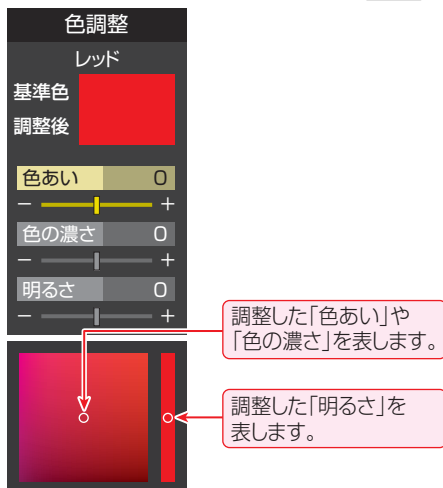 色調整
レッド
基準色
調整後
色あい 0
− +
色の濃さ 0
− +
明るさ 0
− +
調整した「色あい」や
「色の濃さ」を表します。
調整した「明るさ」を
表します。